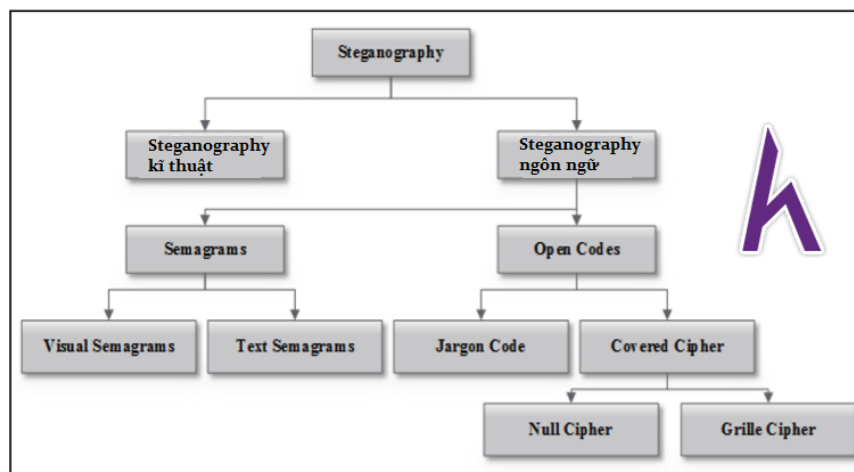 Steganography
Steganography
kĩ thuật
Steganography
ngôn ngữ
Semagrams
Open Codes
Visual Semagrams
Text Semagrams
Jargon Code
Covered Cipher
Null Cipher
Grille Cipher